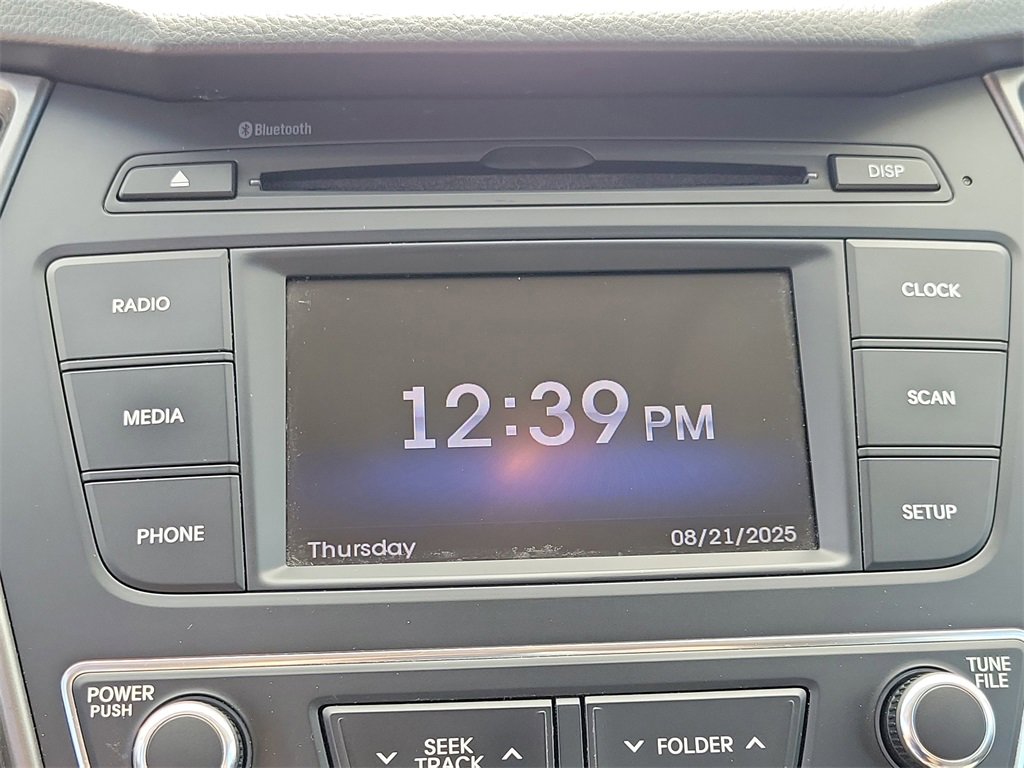 Bluetooth
DISP
RADIO
CLOCK
MEDIA
12:39 PM
SCAN
PHONE
SETUP
Thursday
08/21/2025
POWER
PUSH
SEEK
TRACK
FOLDER
TUNE
FILE